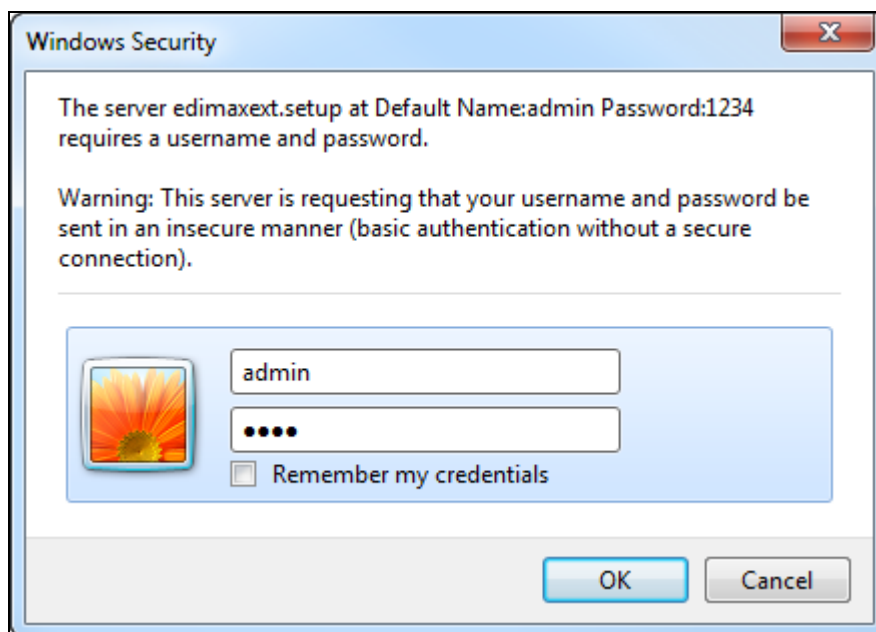 Windows Security
The server edimaxext.setup at Default Name:admin Password:1234
requires a username and password.
Warning: This server is requesting that your username and password be
sent in an insecure manner (basic authentication without a secure
connection).
admin
●●●●
Remember my credentials
OK
Cancel